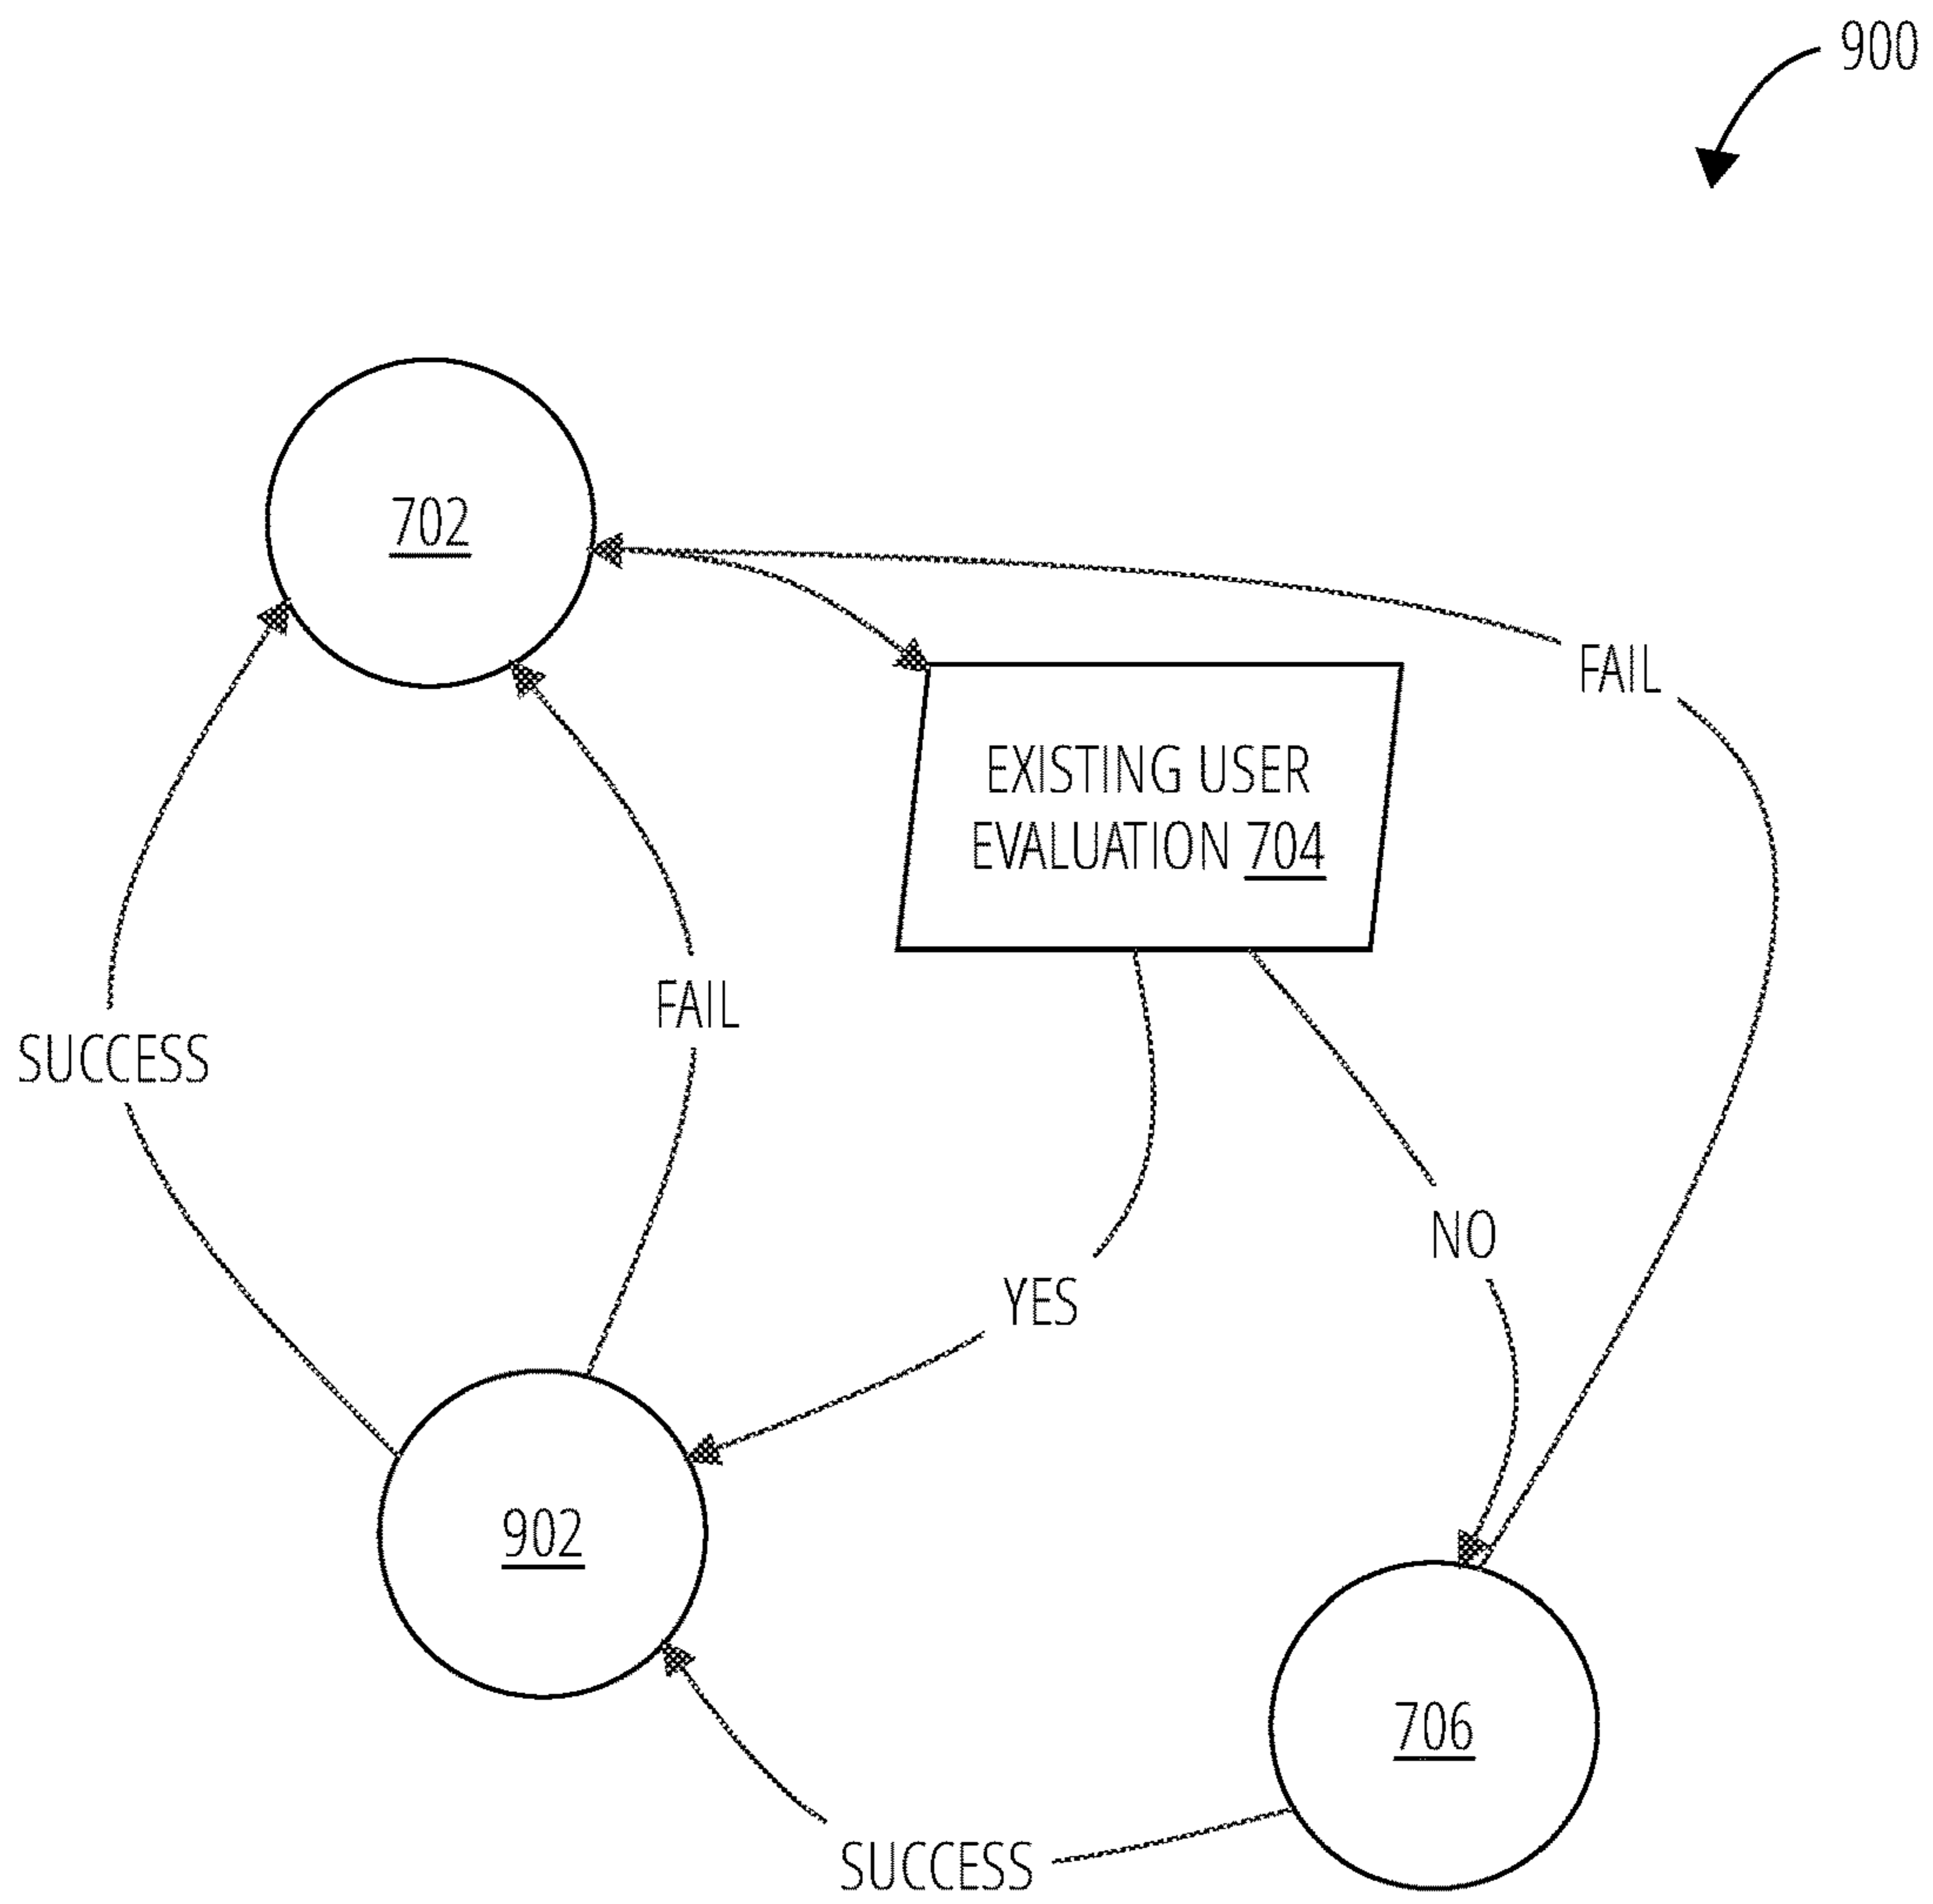 900
702
FAIL
EXISTING USER
EVALUATION 704
FAIL
SUCCESS
NO
YES
902
706
SUCCESS